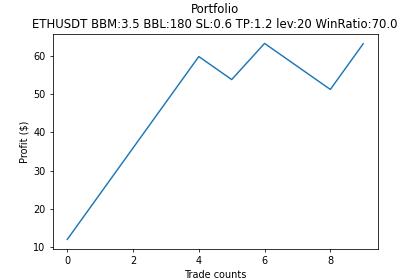 Portfolio
ETHUSDT BBM:3.5 BBL:180 SL:0.6 TP:1.2 lev:20 WinRatio:70.0
60
50
40
30
20
10
Profit ($)
0 2 4 6 8
Trade counts